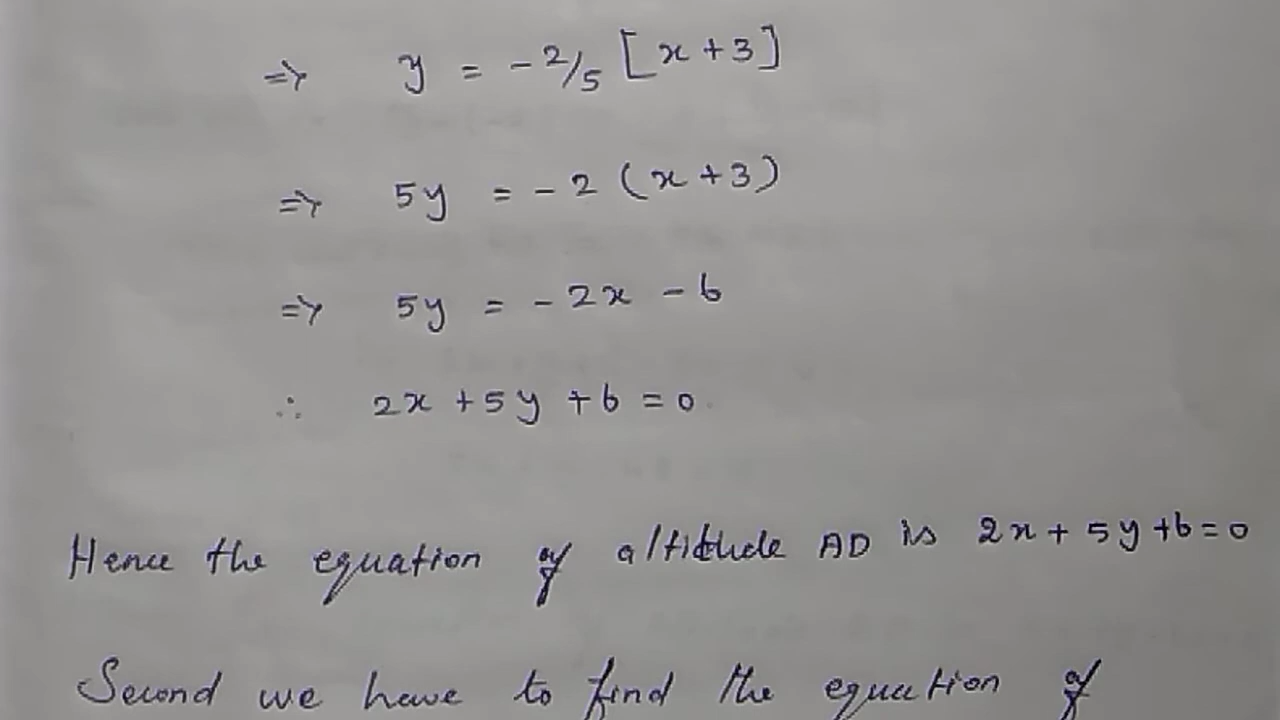 => y = -2/5 [x+3]
=> 5y = -2 (x+3)
=> 5y = -2x - 6
∴ 2x + 5y + 6 = 0
Hence the equation of altitude AD is 2x + 5y + 6 = 0
Second we have to find the equation of